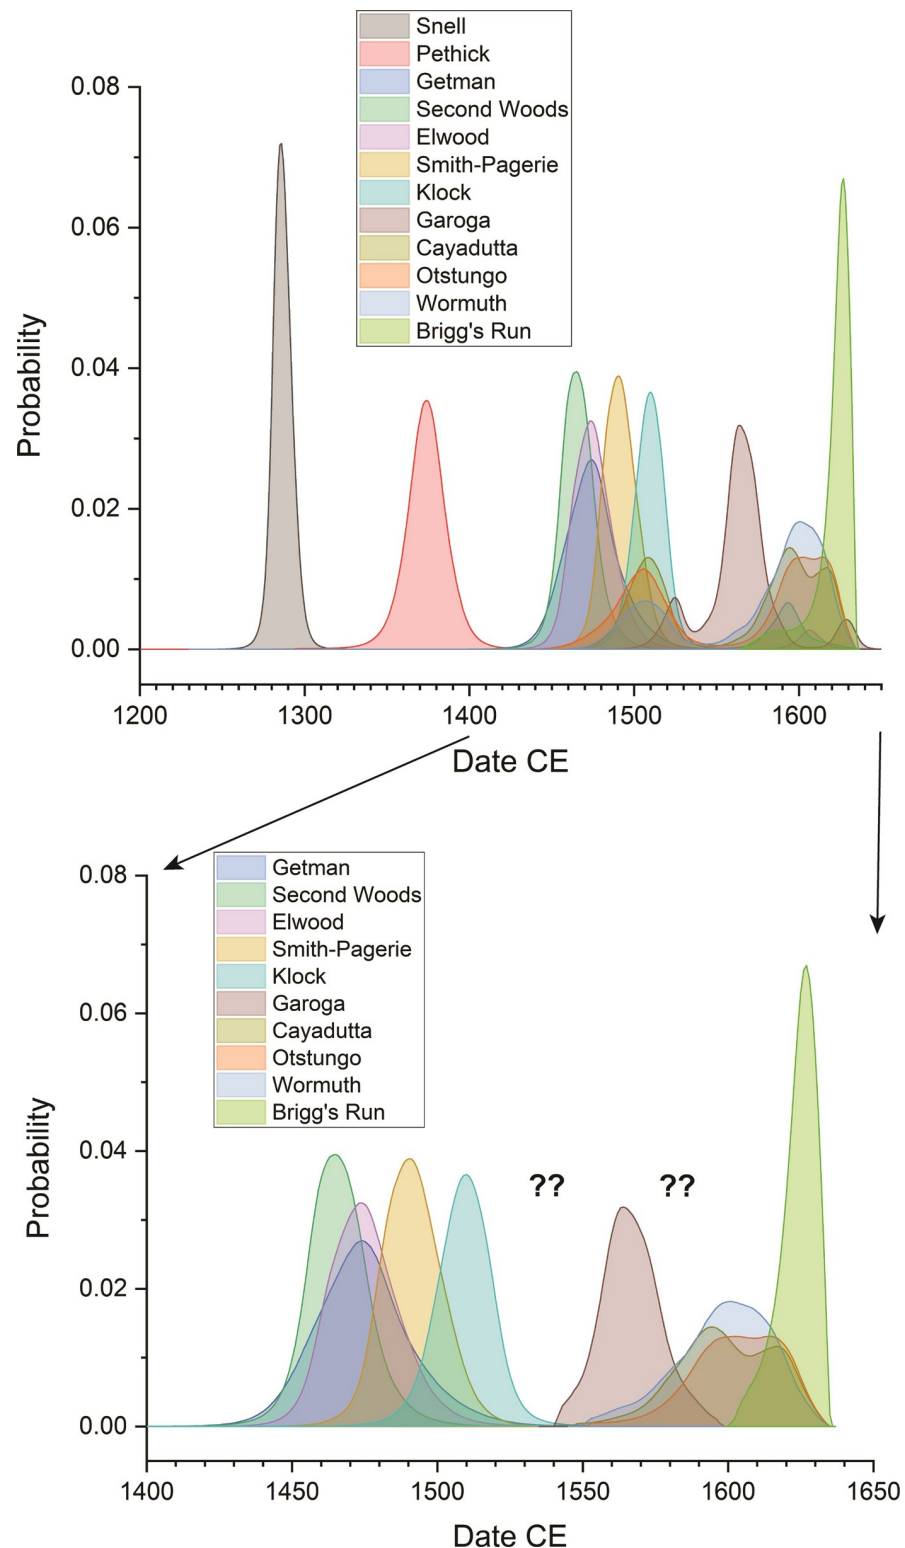 Snell
Pethick
Getman
Second Woods
Elwood
Smith-Pagerie
Klock
Garoga
Cayadutta
Otstungo
Wormuth
Brigg's Run
0.08
0.06
0.04
0.02
0.00
Probability
1200 1300 1400 1500 1600
Date CE
Getman
Second Woods
Elwood
Smith-Pagerie
Klock
Garoga
Cayadutta
Otstungo
Wormuth
Brigg's Run
0.08
0.06
0.04
0.02
0.00
Probability
?? ??
1400 1450 1500 1550 1600 1650
Date CE